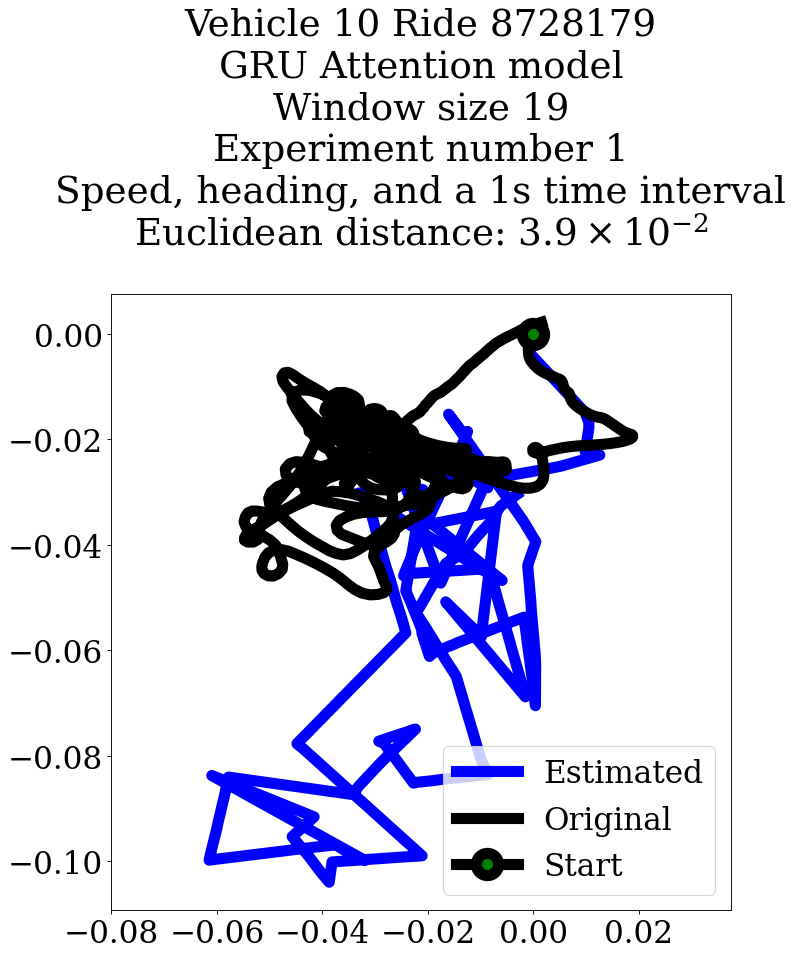 Vehicle 10 Ride 8728179
GRU Attention model
Window size 19
Experiment number 1
Speed, heading, and a 1s time interval
Euclidean distance: 3.9 × 10⁻²
0.00
−0.02
−0.04
−0.06
−0.08
−0.10
Estimated
Original
Start
−0.08 −0.06 −0.04 −0.02 0.00 0.02